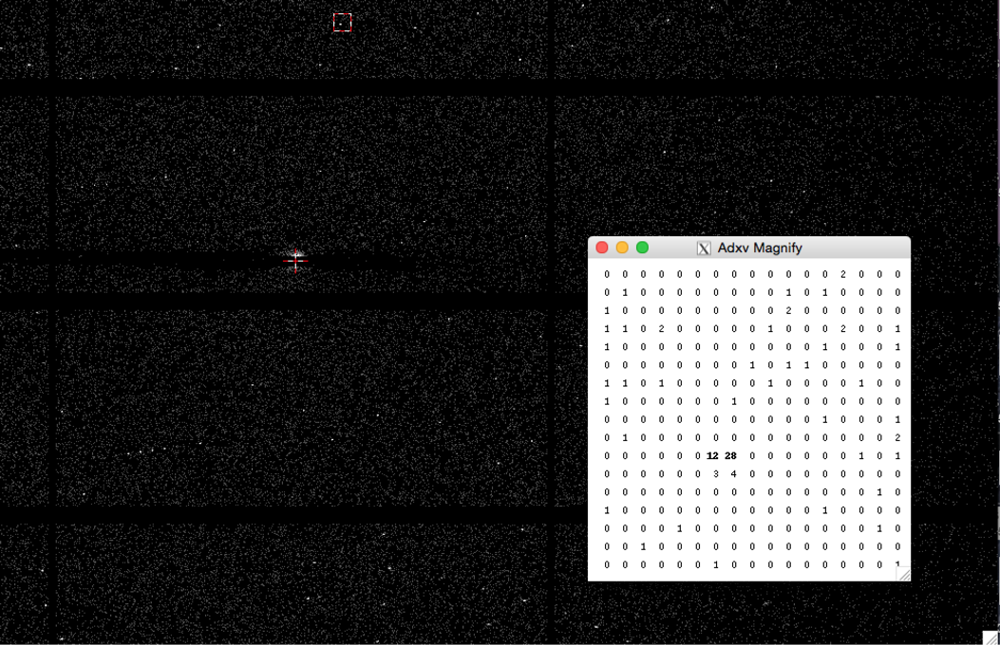 Adxv Magnify
0 0 0 0 0 0 0 0 0 0 0 0 0 2 0 0 0
0 1 0 0 0 0 0 0 0 0 1 0 1 0 0 0 0
1 0 0 0 0 0 0 0 0 0 2 0 0 0 0 0 0
1 1 0 2 0 0 0 0 0 1 0 0 0 2 0 0 1
1 0 0 0 0 0 0 0 0 0 0 0 1 0 0 0 1
0 0 0 0 0 0 0 0 1 0 1 1 0 0 0 0 0
1 1 0 1 0 0 0 0 0 1 0 0 0 0 1 0 0
1 0 0 0 0 0 0 1 0 0 0 0 0 0 0 0 0
0 0 0 0 0 0 0 0 0 0 0 0 1 0 0 0 1
0 1 0 0 0 0 0 0 0 0 0 0 0 0 0 0 2
0 0 0 0 0 0 12 28 0 0 0 0 0 0 1 0 1
0 0 0 0 0 0 3 4 0 0 0 0 0 0 0 0 0
0 0 0 0 0 0 0 0 0 0 0 0 0 0 0 1 0
1 0 0 0 0 0 0 0 0 0 0 0 1 0 0 0 0
0 0 0 0 1 0 0 0 0 0 0 0 0 0 0 1 0
0 0 1 0 0 0 0 0 0 0 0 0 0 0 0 0 0
0 0 0 0 0 0 1 0 0 0 0 0 0 0 0 0 1